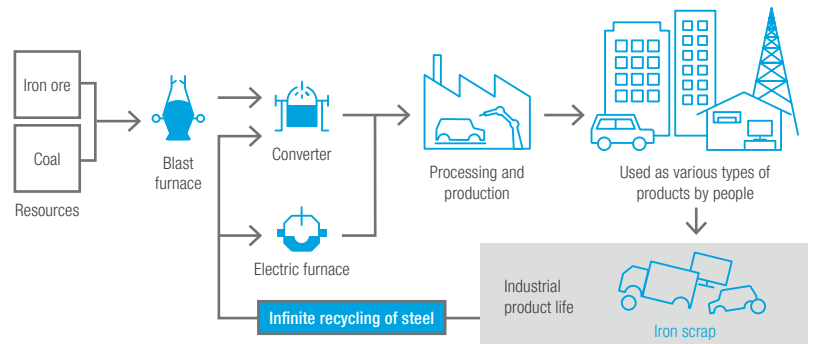 Iron ore
Coal
Resources
Blast
furnace
Converter
Electric furnace
Processing and
production
Used as various types of
products by people
Industrial
product life
Iron scrap
Infinite recycling of steel